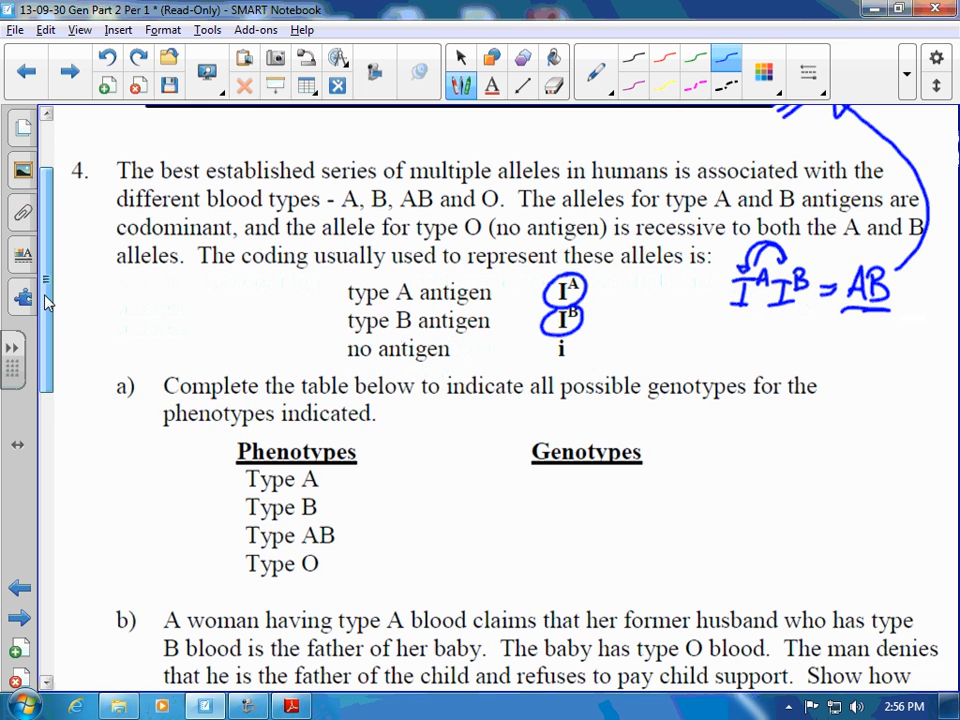 13-09-30 Gen Part 2 Per 1 * (Read-Only) - SMART Notebook
File Edit View Insert Format Tools Add-ons Help
4. The best established series of multiple alleles in humans is associated with the
different blood types - A, B, AB and O. The alleles for type A and B antigens are
codominant, and the allele for type O (no antigen) is recessive to both the A and B
alleles. The coding usually used to represent these alleles is:
type A antigen I^A
type B antigen I^B
no antigen i
I^A I^B = AB
a) Complete the table below to indicate all possible genotypes for the
phenotypes indicated.
Phenotypes Genotypes
Type A
Type B
Type AB
Type O
b) A woman having type A blood claims that her former husband who has type
B blood is the father of her baby. The baby has type O blood. The man denies
that he is the father of the child and refuses to pay child support. Show how
2:56 PM